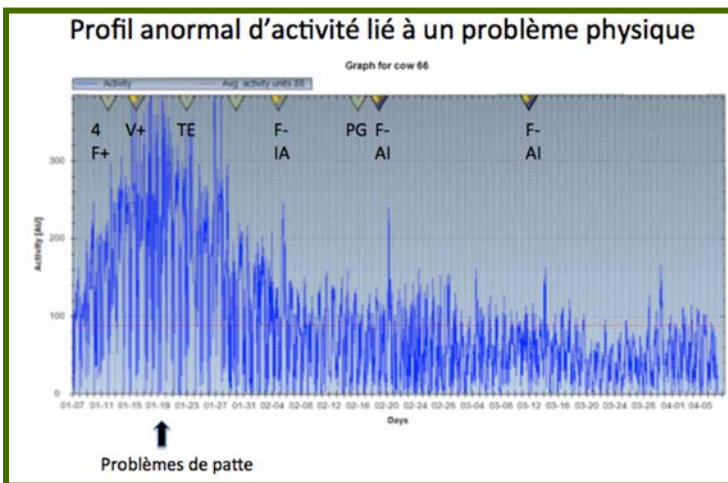 Profil anormal d'activité lié à un problème physique
Graph for cow 66
Activity Avg. activity units 88
4 V+ TE F- PG F- F-
F+ IA AI AI
Activity [AU]
300
200
100
0
01-07 01-11 01-15 01-19 01-23 01-27 01-31 02-04 02-08 02-12 02-16 02-20 02-24 02-28 03-04 03-08 03-12 03-16 03-20 03-24 03-28 04-01 04-05
Days
Problèmes de patte